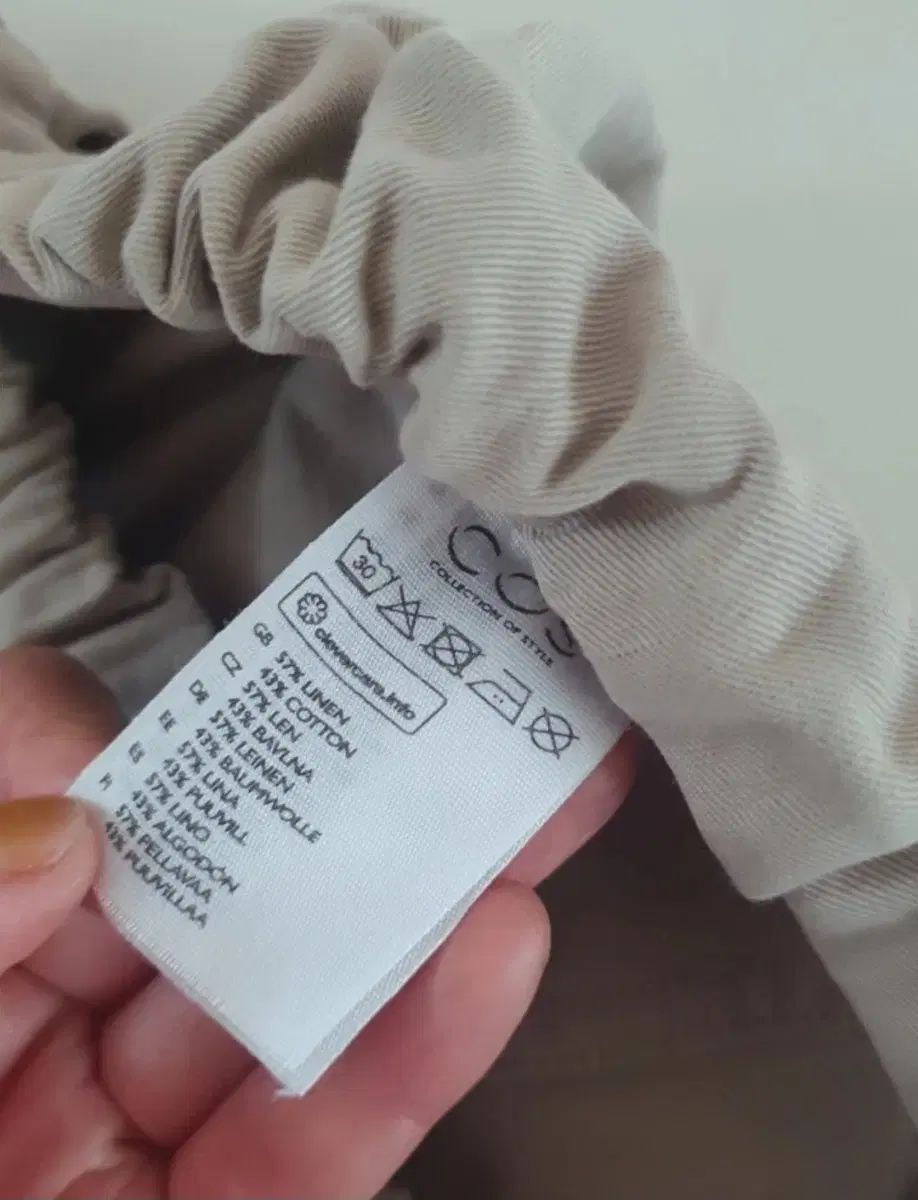 COS
COLLECTION OF STYLE
30
clevercare.info
GB 57% LINEN
43% COTTON
CZ 57% LEN
43% BAVLNA
DE 57% LEINEN
43% BAUMWOLLE
EE 57% LINA
43% PUUVILL
ES 57% LINO
43% ALGODÓN
FI 57% PELLAVAA
43% PUUVILLAA